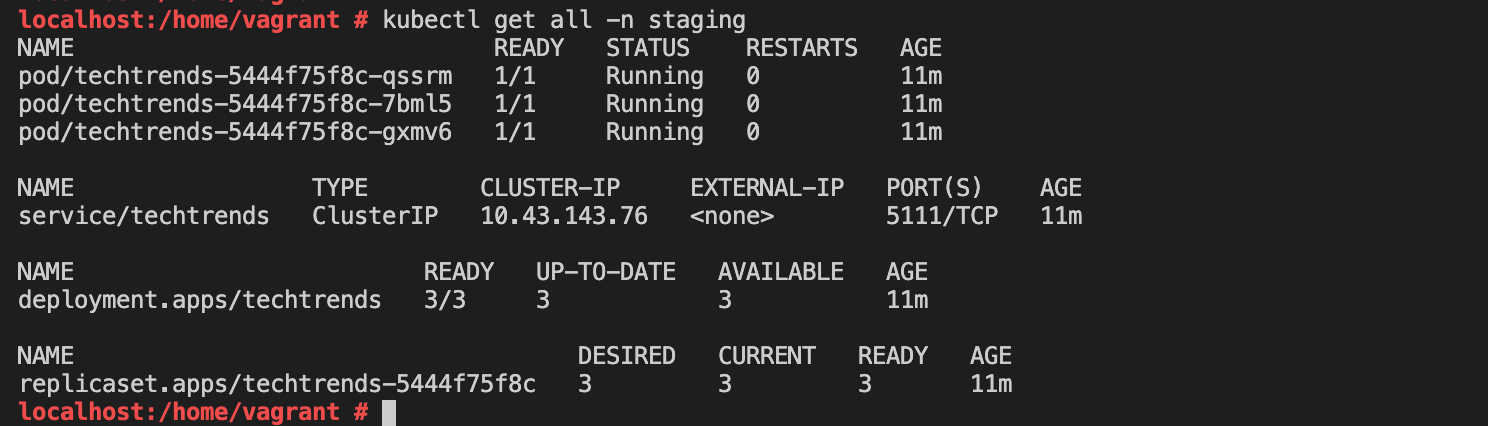 localhost:/home/vagrant # kubectl get all -n staging
NAME                              READY   STATUS    RESTARTS   AGE
pod/techtrends-5444f75f8c-qssrm   1/1     Running   0          11m
pod/techtrends-5444f75f8c-7bml5   1/1     Running   0          11m
pod/techtrends-5444f75f8c-gxmv6   1/1     Running   0          11m

NAME                 TYPE        CLUSTER-IP     EXTERNAL-IP   PORT(S)    AGE
service/techtrends   ClusterIP   10.43.143.76   <none>        5111/TCP   11m

NAME                         READY   UP-TO-DATE   AVAILABLE   AGE
deployment.apps/techtrends   3/3     3            3           11m

NAME                                    DESIRED   CURRENT   READY   AGE
replicaset.apps/techtrends-5444f75f8c   3         3         3       11m
localhost:/home/vagrant #